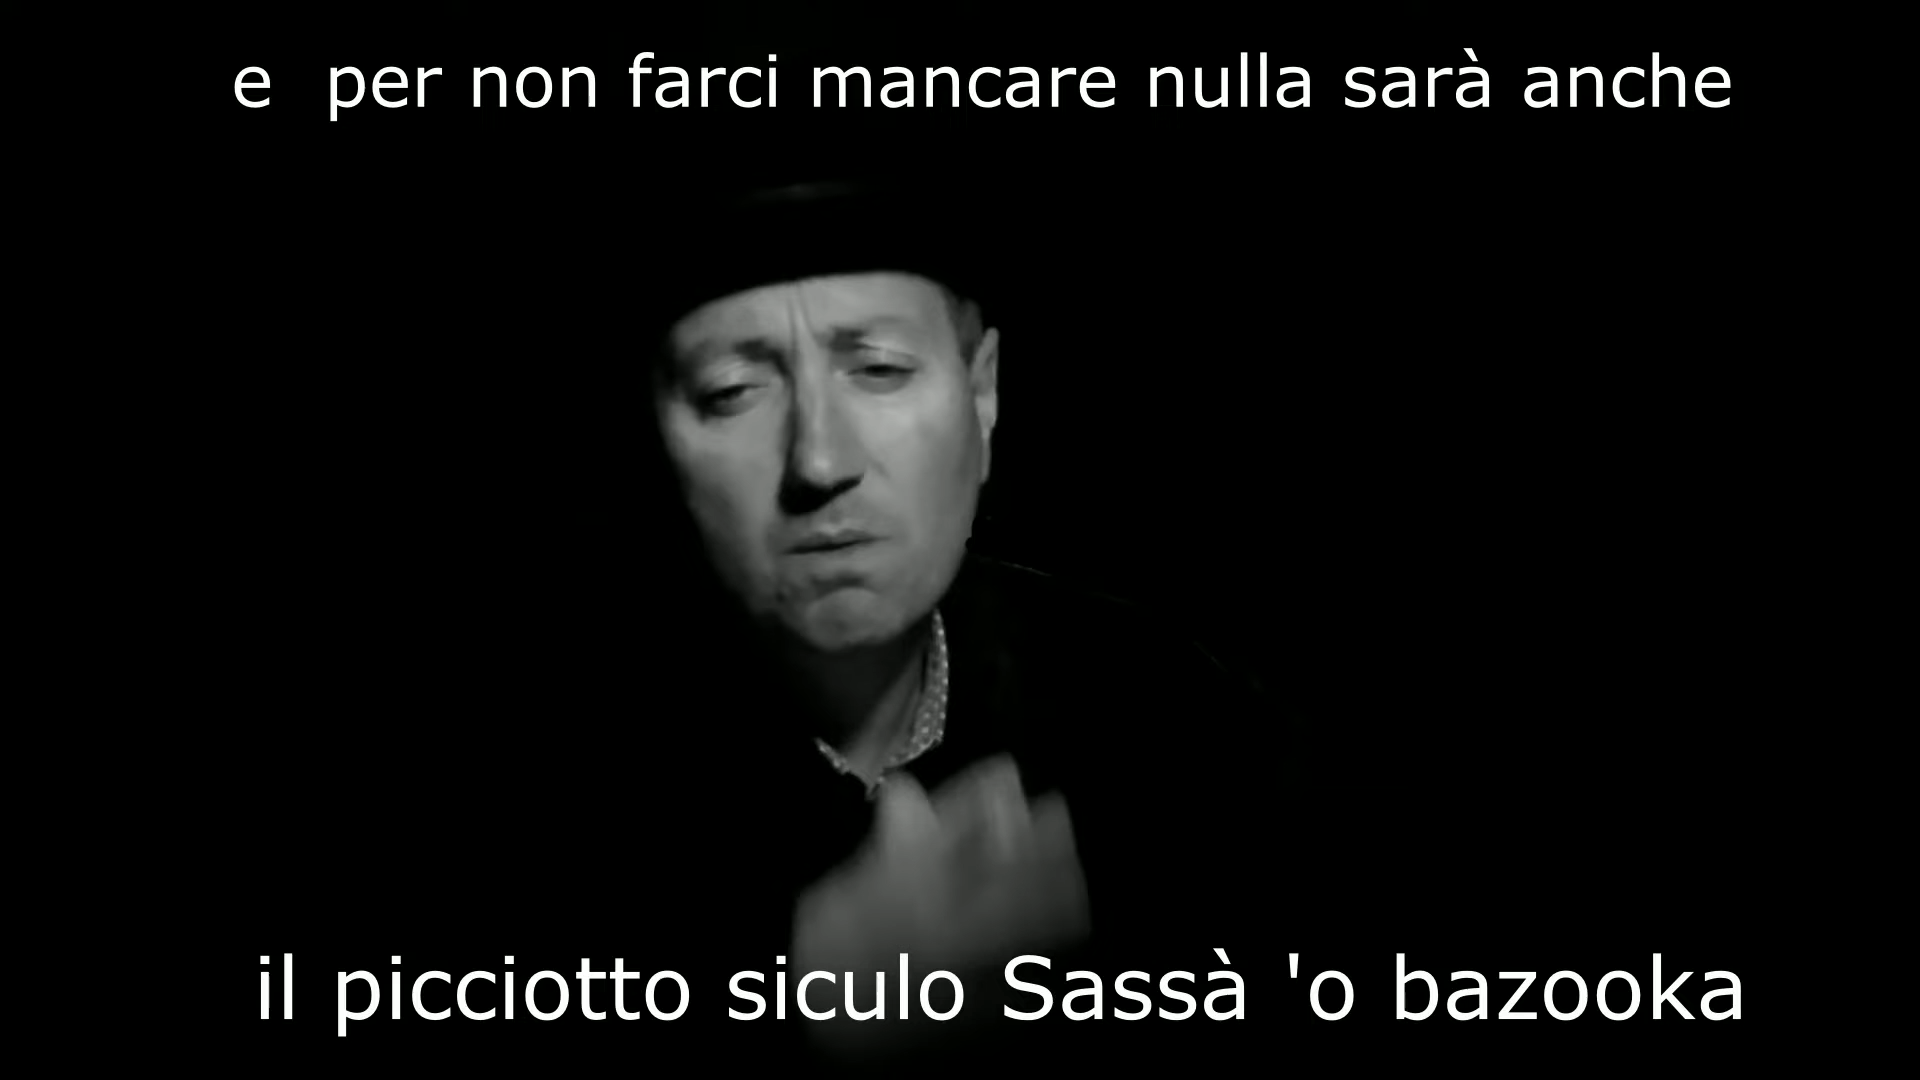 e  per non farci mancare nulla sarà anche
il picciotto siculo Sassà 'o bazooka